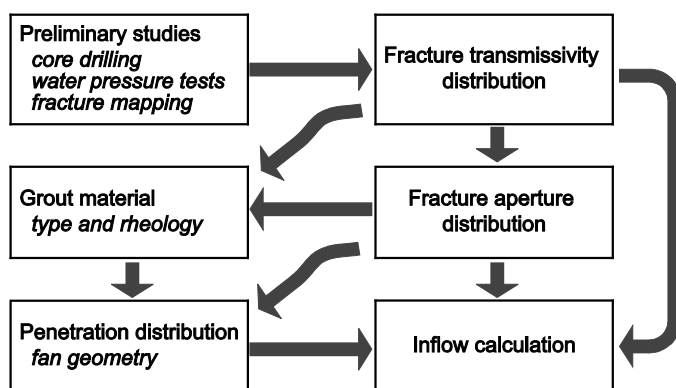 Preliminary studies
core drilling
water pressure tests
fracture mapping
Fracture transmissivity
distribution
Grout material
type and rheology
Fracture aperture
distribution
Penetration distribution
fan geometry
Inflow calculation